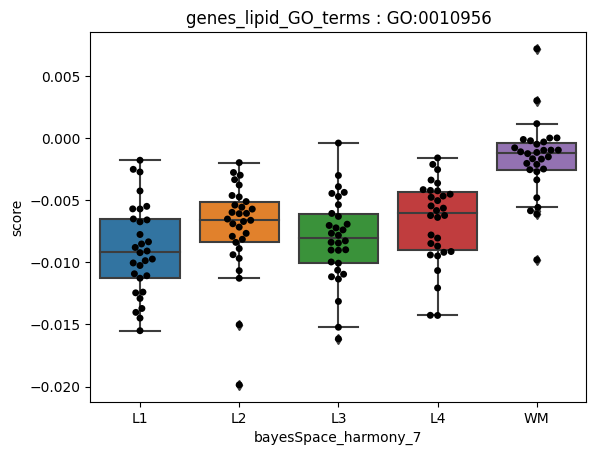 genes_lipid_GO_terms : GO:0010956
score
0.005
0.000
−0.005
−0.010
−0.015
−0.020
L1 L2 L3 L4 WM
bayesSpace_harmony_7